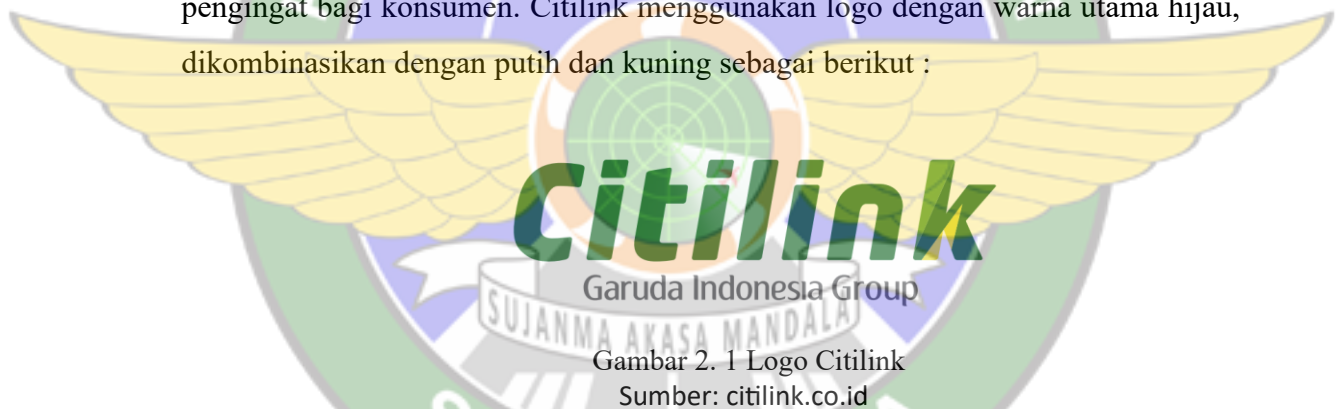 pengingat bagi konsumen. Citilink menggunakan logo dengan warna utama hijau,
dikombinasikan dengan putih dan kuning sebagai berikut :
Citilink
Garuda Indonesia Group
SUJANMA AKASA MANDALA
Gambar 2. 1 Logo Citilink
Sumber: citilink.co.id